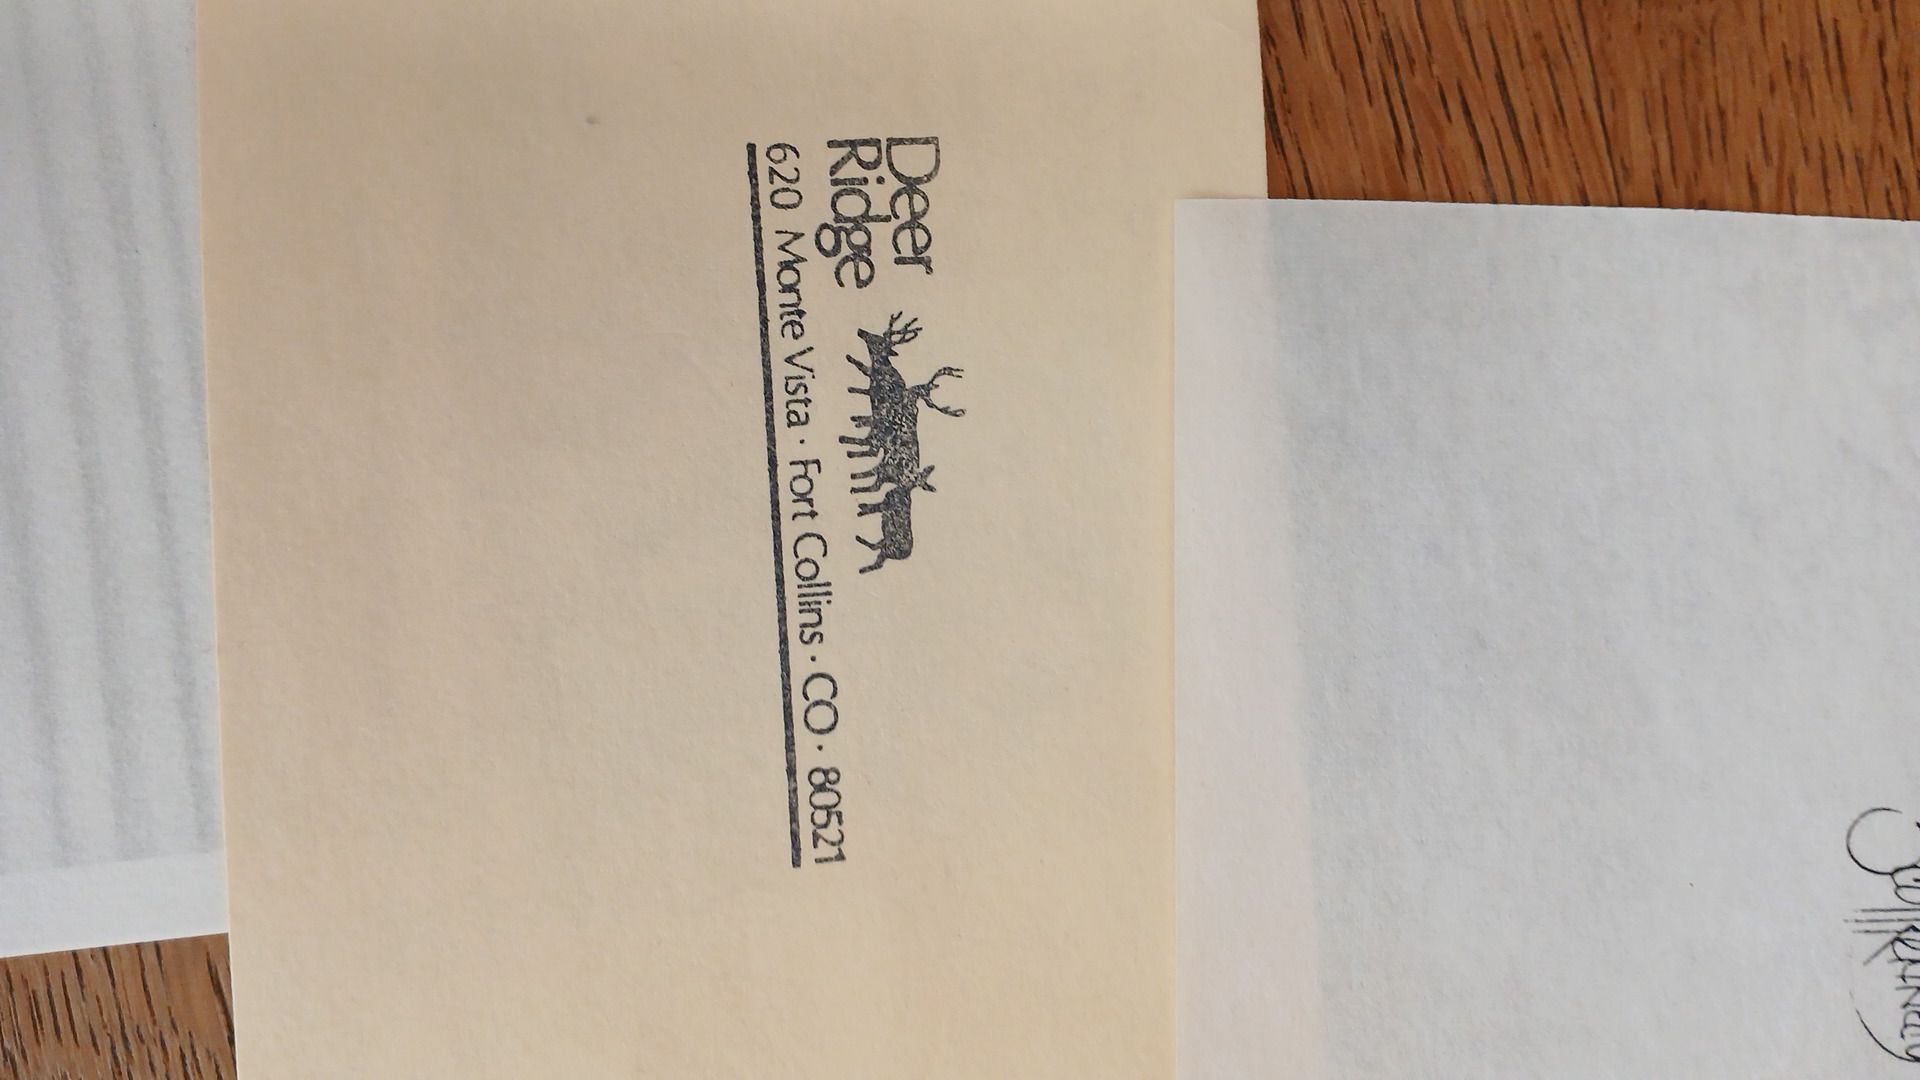 Deer
Ridge
620 Monte Vista · Fort Collins · CO · 80521